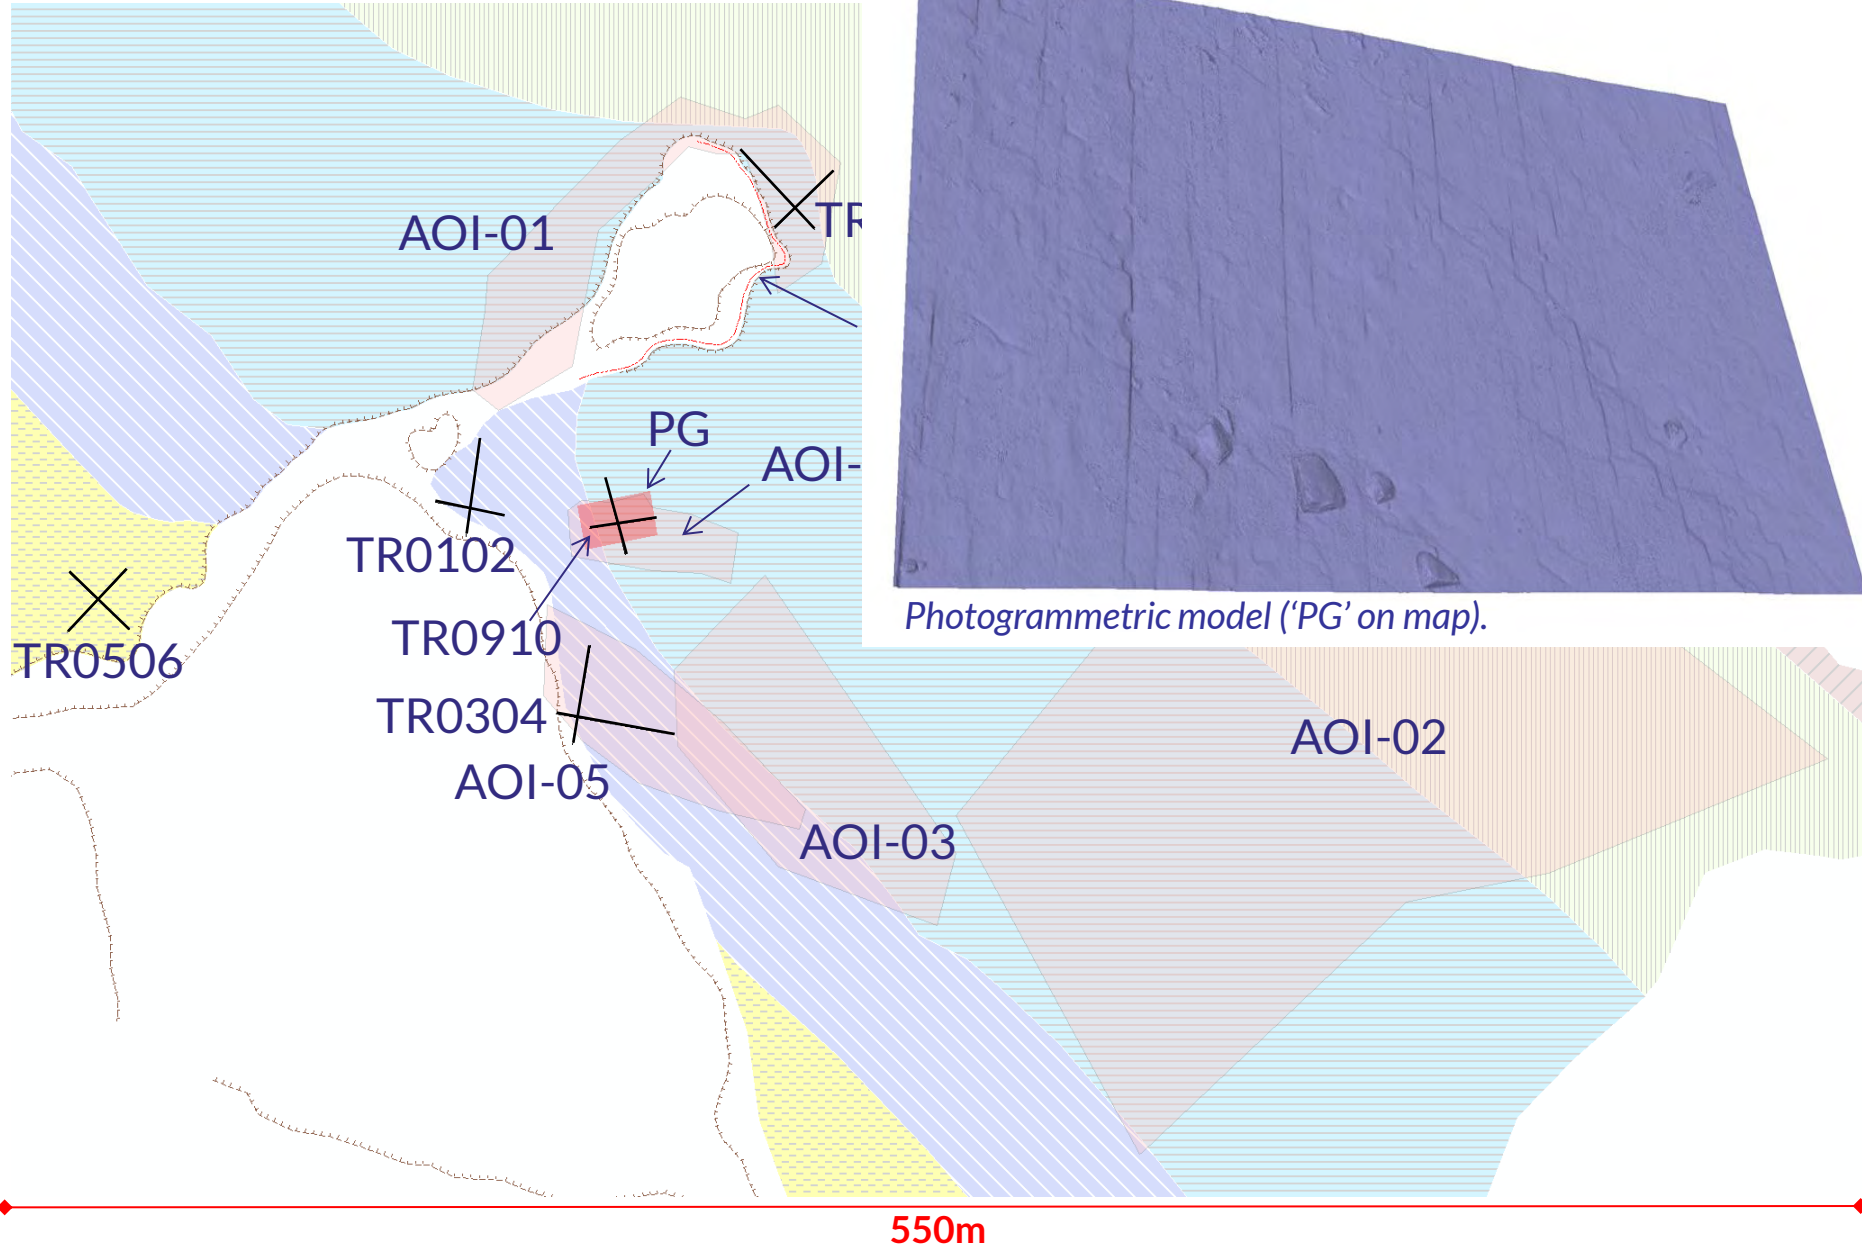 AOI-01
TR
PG
AOI-
TR0102
Photogrammetric model (‘PG’ on map).
TR0910
TR0506
TR0304
AOI-02
AOI-05
AOI-03
550m